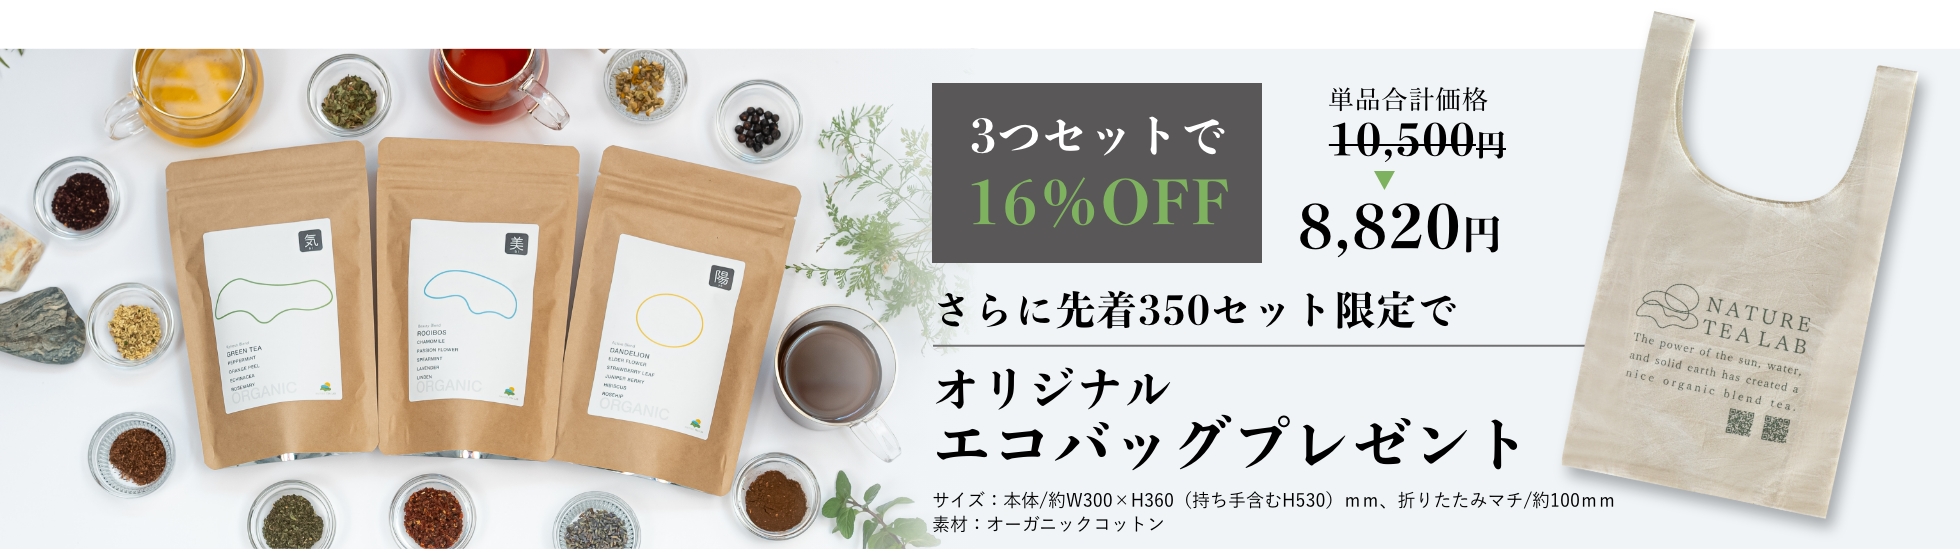 気
Refresh Blend
GREEN TEA
PEPPERMINT
ORANGE PEEL
ECHINACEA
ROSEMARY
ORGANIC
美
Beauty Blend
ROOIBOS
CHAMOMILE
PASSION FLOWER
SPEARMINT
LAVENDER
LINDEN
ORGANIC
陽
DANDELION
ELDER FLOWER
STRAWBERRY LEAF
JUNIPER BERRY
HIBISCUS
ROSEHIP
ORGANIC
3つセットで
16%OFF
単品合計価格
10,500円
8,820円
さらに先着350セット限定で
オリジナル
エコバッグプレゼント
サイズ：本体/約W300×H360（持ち手含むH530）mm、折りたたみマチ/約100mm
素材：オーガニックコットン
NATURE
TEA LAB
The power of the sun, water,
and solid earth has created a
nice organic blend tea.